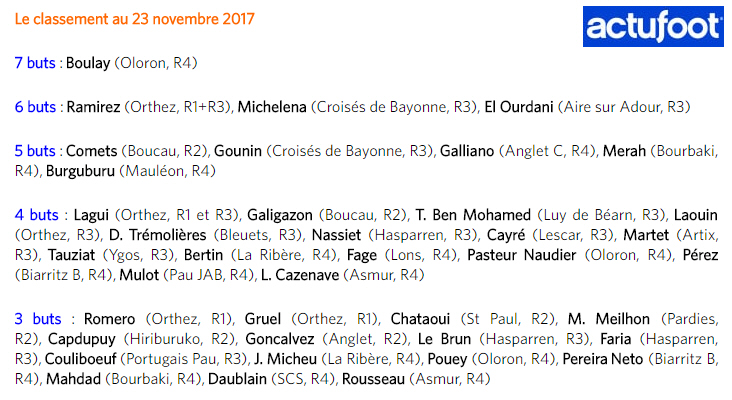 Le classement au 23 novembre 2017
actufoot
7 buts : Boulay (Oloron, R4)
6 buts : Ramirez (Orthez, R1+R3), Michelena (Croisés de Bayonne, R3), El Ourdani (Aire sur Adour, R3)
5 buts : Comets (Boucau, R2), Gounin (Croisés de Bayonne, R3), Galliano (Anglet C, R4), Merah (Bourbaki,
R4), Burguburu (Mauléon, R4)
4 buts : Lagui (Orthez, R1 et R3), Galigazon (Boucau, R2), T. Ben Mohamed (Luy de Béarn, R3), Laouin
(Orthez, R3), D. Trémolières (Bleuets, R3), Nassiet (Hasparren, R3), Cayré (Lescar, R3), Martet (Artix,
R3), Tauziat (Ygos, R3), Bertin (La Ribère, R4), Fage (Lons, R4), Pasteur Naudier (Oloron, R4), Pérez
(Biarritz B, R4), Mulot (Pau JAB, R4), L. Cazenave (Asmur, R4)
3 buts : Romero (Orthez, R1), Gruel (Orthez, R1), Chataoui (St Paul, R2), M. Meilhon (Pardies,
R2), Capdupuy (Hiriburuko, R2), Goncalvez (Anglet, R2), Le Brun (Hasparren, R3), Faria (Hasparren,
R3), Couliboeuf (Portugais Pau, R3), J. Micheu (La Ribère, R4), Pouey (Oloron, R4), Pereira Neto (Biarritz B,
R4), Mahdad (Bourbaki, R4), Daublain (SCS, R4), Rousseau (Asmur, R4)